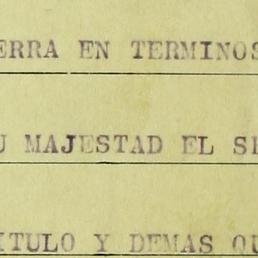 ERRA EN TERMINOS
U MAJESTAD EL S
ITULO Y DEMAS QU